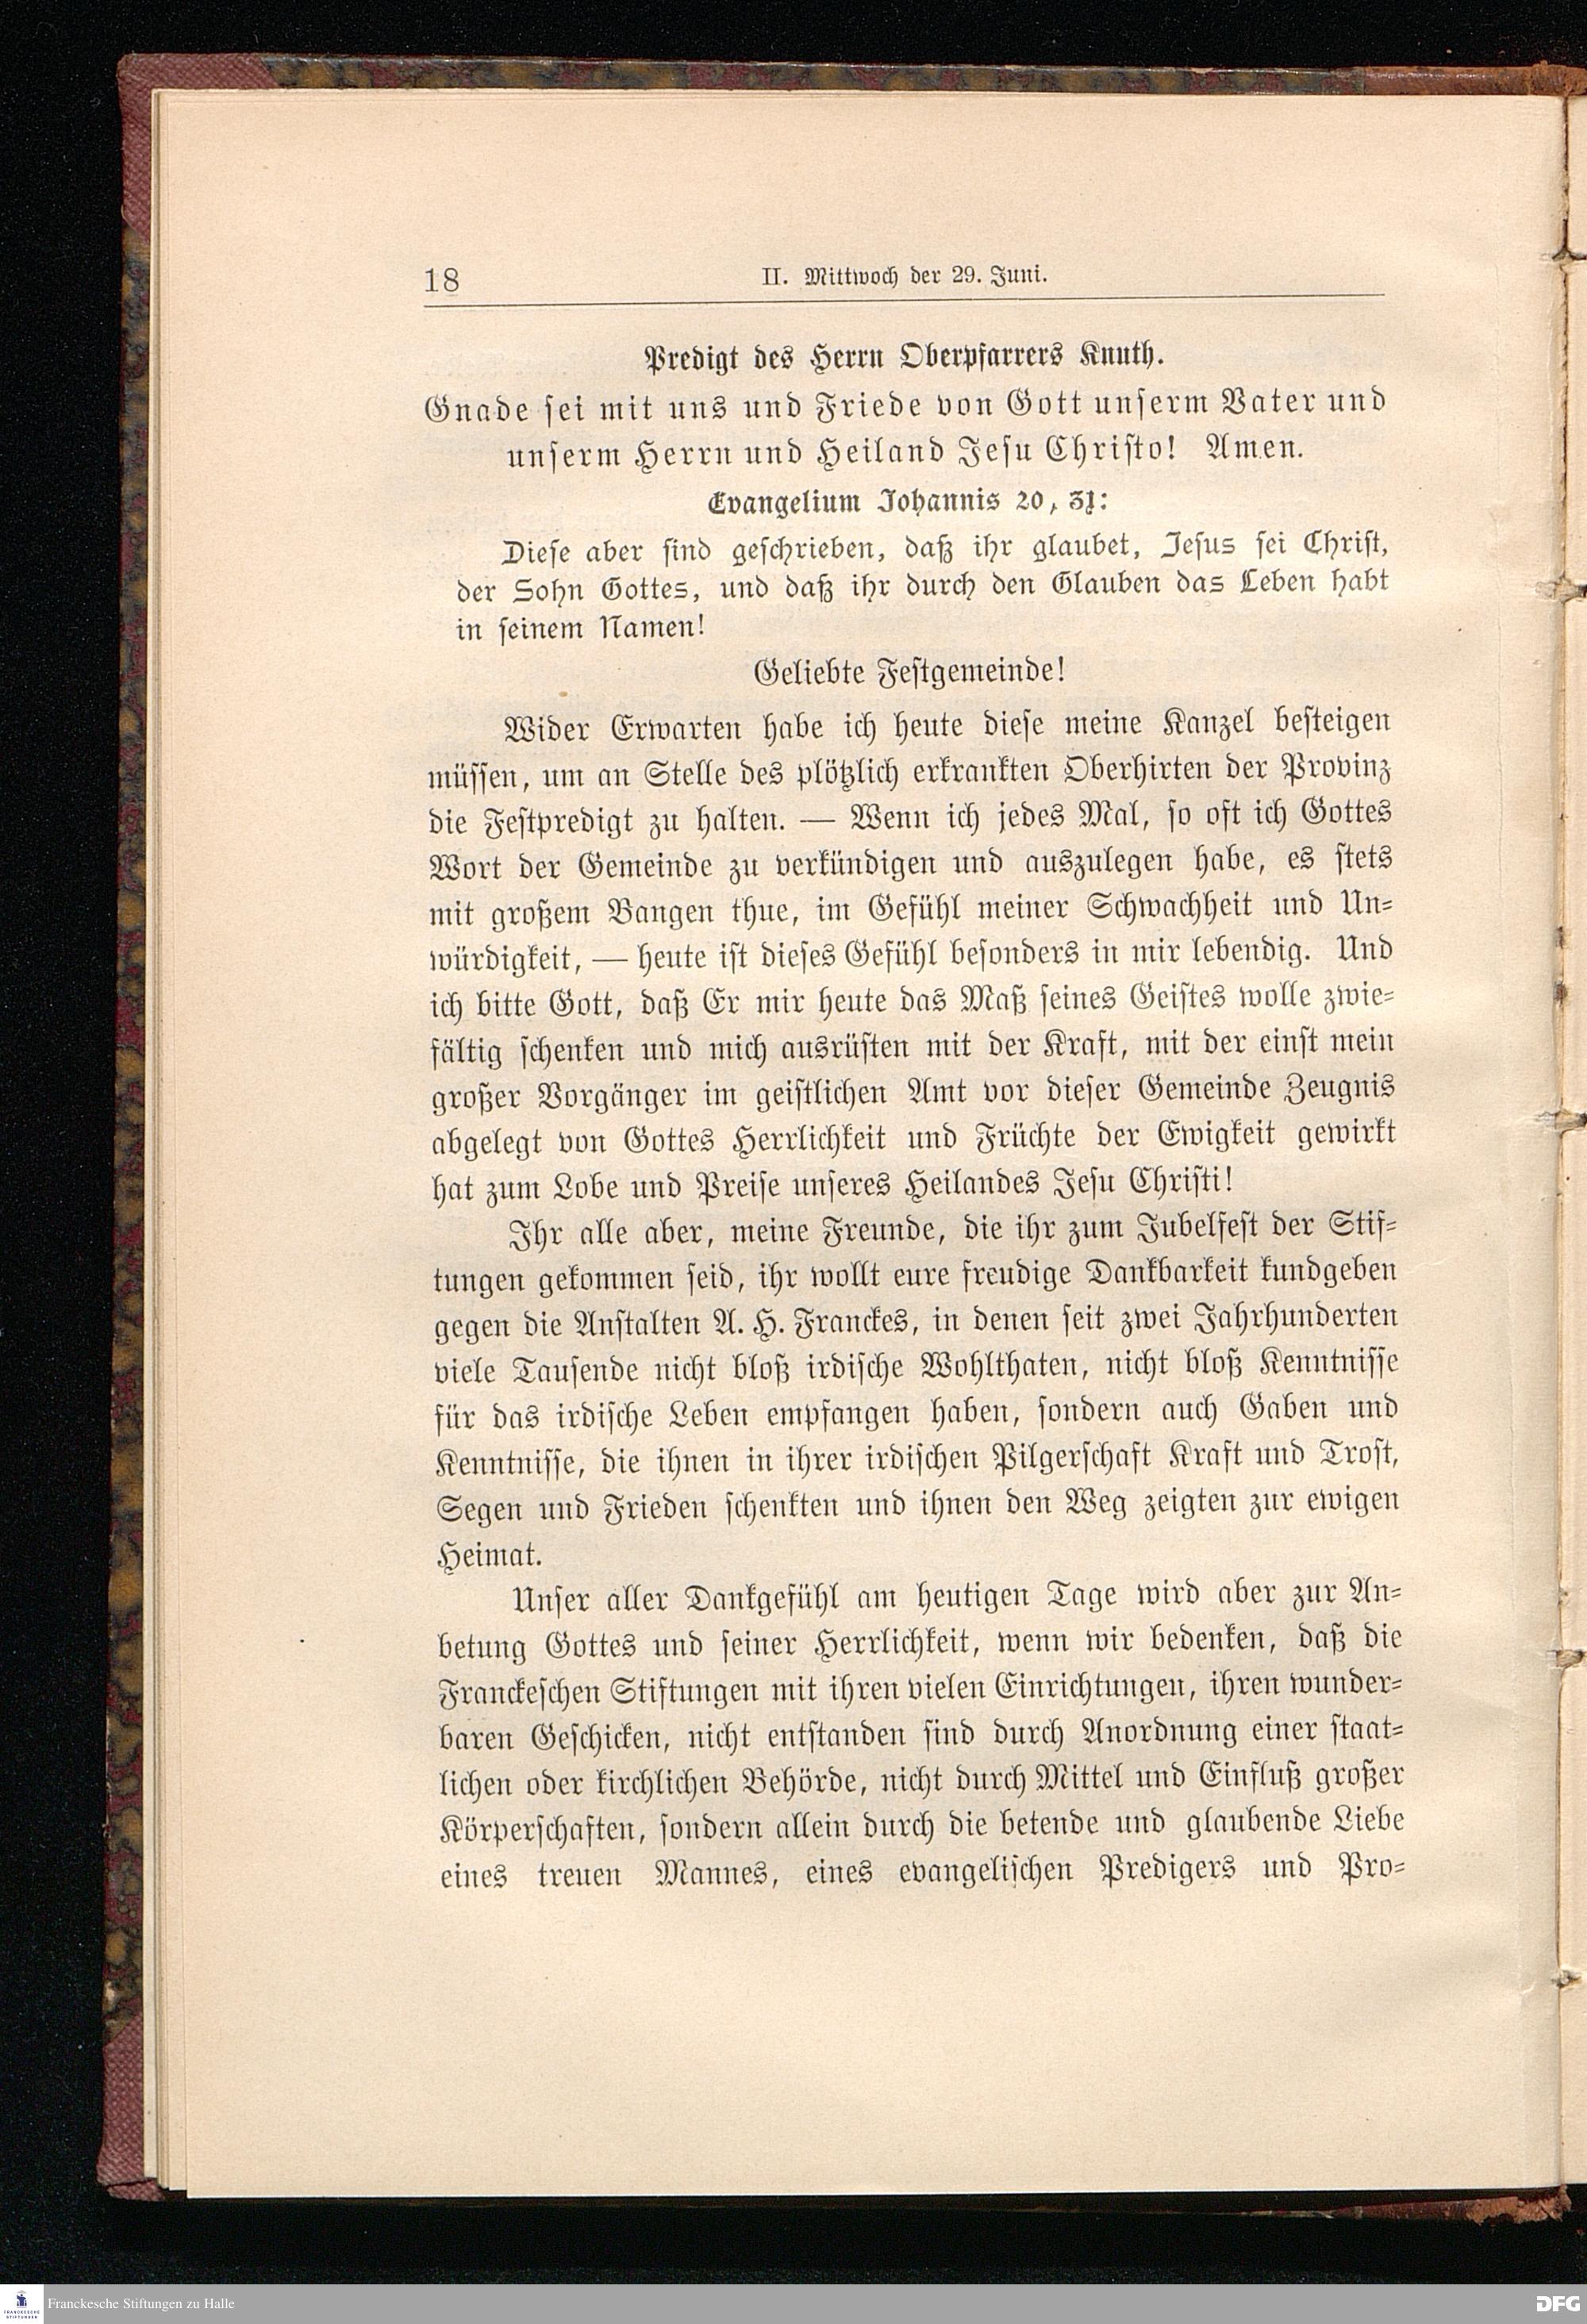 18
II. Mittwoch der 29. Juni.
Predigt des Herrn Oberpfarrers Knuth.
Gnade sei mit uns und Friede von Gott unserm Vater und
unserm Herrn und Heiland Jesu Christo! Amen.
Evangelium Johannis 20, 31:
Diese aber sind geschrieben, daß ihr glaubet, Jesus sei Christ,
der Sohn Gottes, und daß ihr durch den Glauben das Leben habt
in seinem Namen!
Geliebte Festgemeinde!
Wider Erwarten habe ich heute diese meine Kanzel besteigen
müssen, um an Stelle des plötzlich erkrankten Oberhirten der Provinz
die Festpredigt zu halten. — Wenn ich jedes Mal, so oft ich Gottes
Wort der Gemeinde zu verkündigen und auszulegen habe, es stets
mit großem Bangen thue, im Gefühl meiner Schwachheit und Un-
würdigkeit, — heute ist dieses Gefühl besonders in mir lebendig. Und
ich bitte Gott, daß Er mir heute das Maß seines Geistes wolle zwie-
fältig schenken und mich ausrüsten mit der Kraft, mit der einst mein
großer Vorgänger im geistlichen Amt vor dieser Gemeinde Zeugnis
abgelegt von Gottes Herrlichkeit und Früchte der Ewigkeit gewirkt
hat zum Lobe und Preise unseres Heilandes Jesu Christi!
Ihr alle aber, meine Freunde, die ihr zum Jubelfest der Stif-
tungen gekommen seid, ihr wollt eure freudige Dankbarkeit kundgeben
gegen die Anstalten A. H. Franckes, in denen seit zwei Jahrhunderten
viele Tausende nicht bloß irdische Wohlthaten, nicht bloß Kenntnisse
für das irdische Leben empfangen haben, sondern auch Gaben und
Kenntnisse, die ihnen in ihrer irdischen Pilgerschaft Kraft und Trost,
Segen und Frieden schenkten und ihnen den Weg zeigten zur ewigen
Heimat.
Unser aller Dankgefühl am heutigen Tage wird aber zur An-
betung Gottes und seiner Herrlichkeit, wenn wir bedenken, daß die
Franckeschen Stiftungen mit ihren vielen Einrichtungen, ihren wunder-
baren Geschicken, nicht entstanden sind durch Anordnung einer staat-
lichen oder kirchlichen Behörde, nicht durch Mittel und Einfluß großer
Körperschaften, sondern allein durch die betende und glaubende Liebe
eines treuen Mannes, eines evangelischen Predigers und Pro-
FRANCKESCHE
STIFTUNGEN
Franckesche Stiftungen zu Halle
DFG